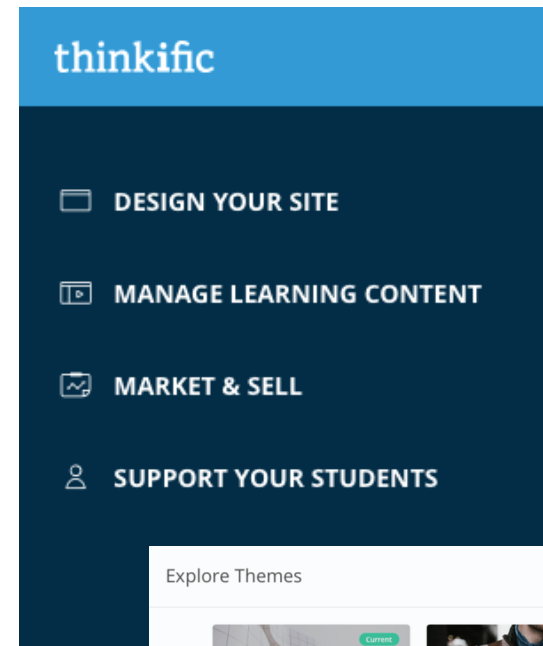 thinkific
DESIGN YOUR SITE
MANAGE LEARNING CONTENT
MARKET & SELL
SUPPORT YOUR STUDENTS
Explore Themes
Current